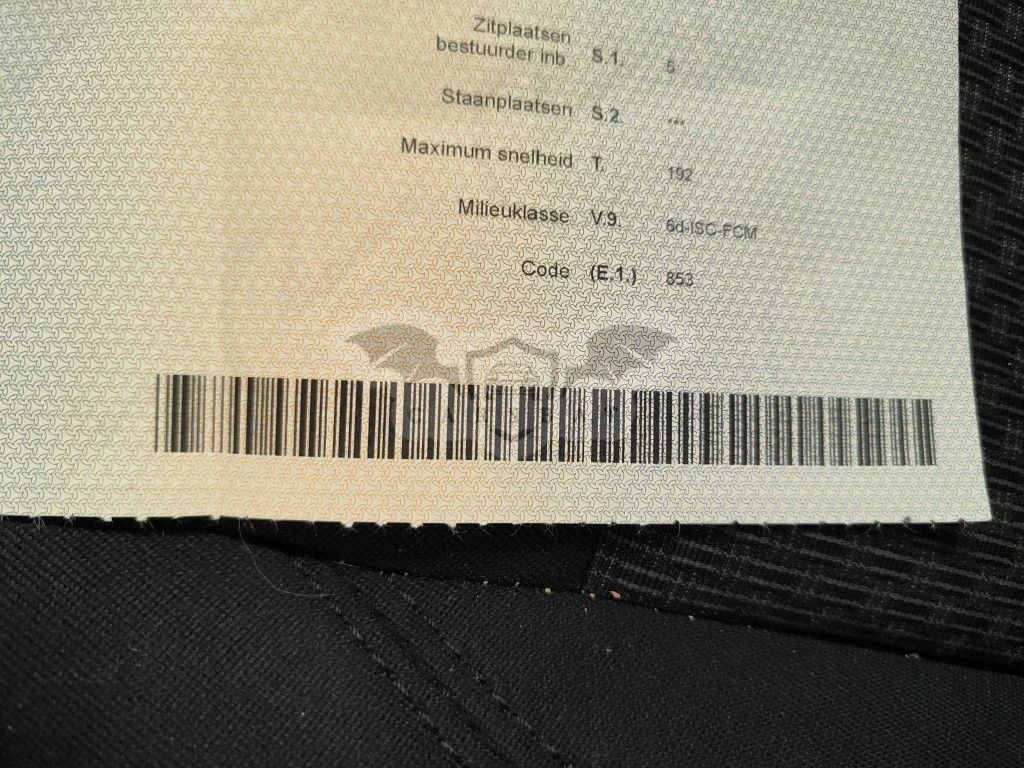 Zitplaatsen
bestuurder inb. S.1. 5
Staanplaatsen S.2. ***
Maximum snelheid T. 192
Milieuklasse V.9. 6d-ISC-FCM
Code (E.1.) 853